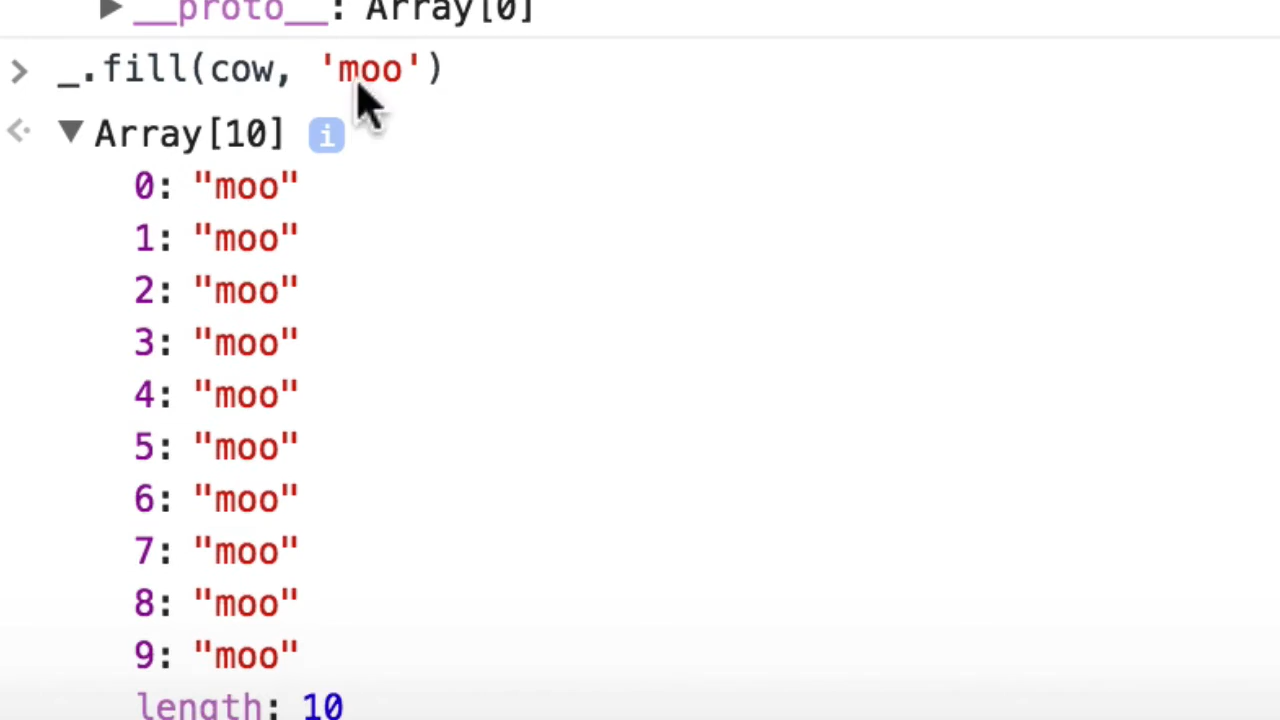 ▶ __proto__: Array[0]
> _.fill(cow, 'moo')
▼ Array[10] i
0: "moo"
1: "moo"
2: "moo"
3: "moo"
4: "moo"
5: "moo"
6: "moo"
7: "moo"
8: "moo"
9: "moo"
length: 10